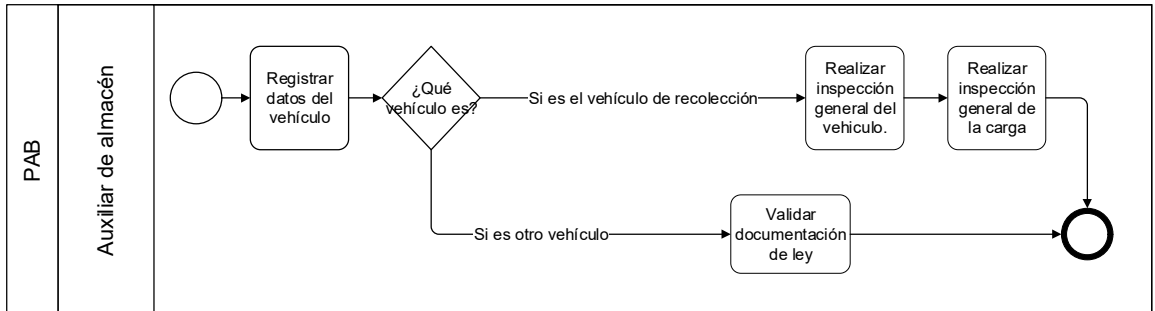 PAB
Auxiliar de almacén
Registrar
datos del
vehículo
¿Qué
vehículo es?
Si es el vehículo de recolección
Realizar
inspección
general del
vehiculo.
Realizar
inspección
general de
la carga
Si es otro vehículo
Validar
documentación
de ley